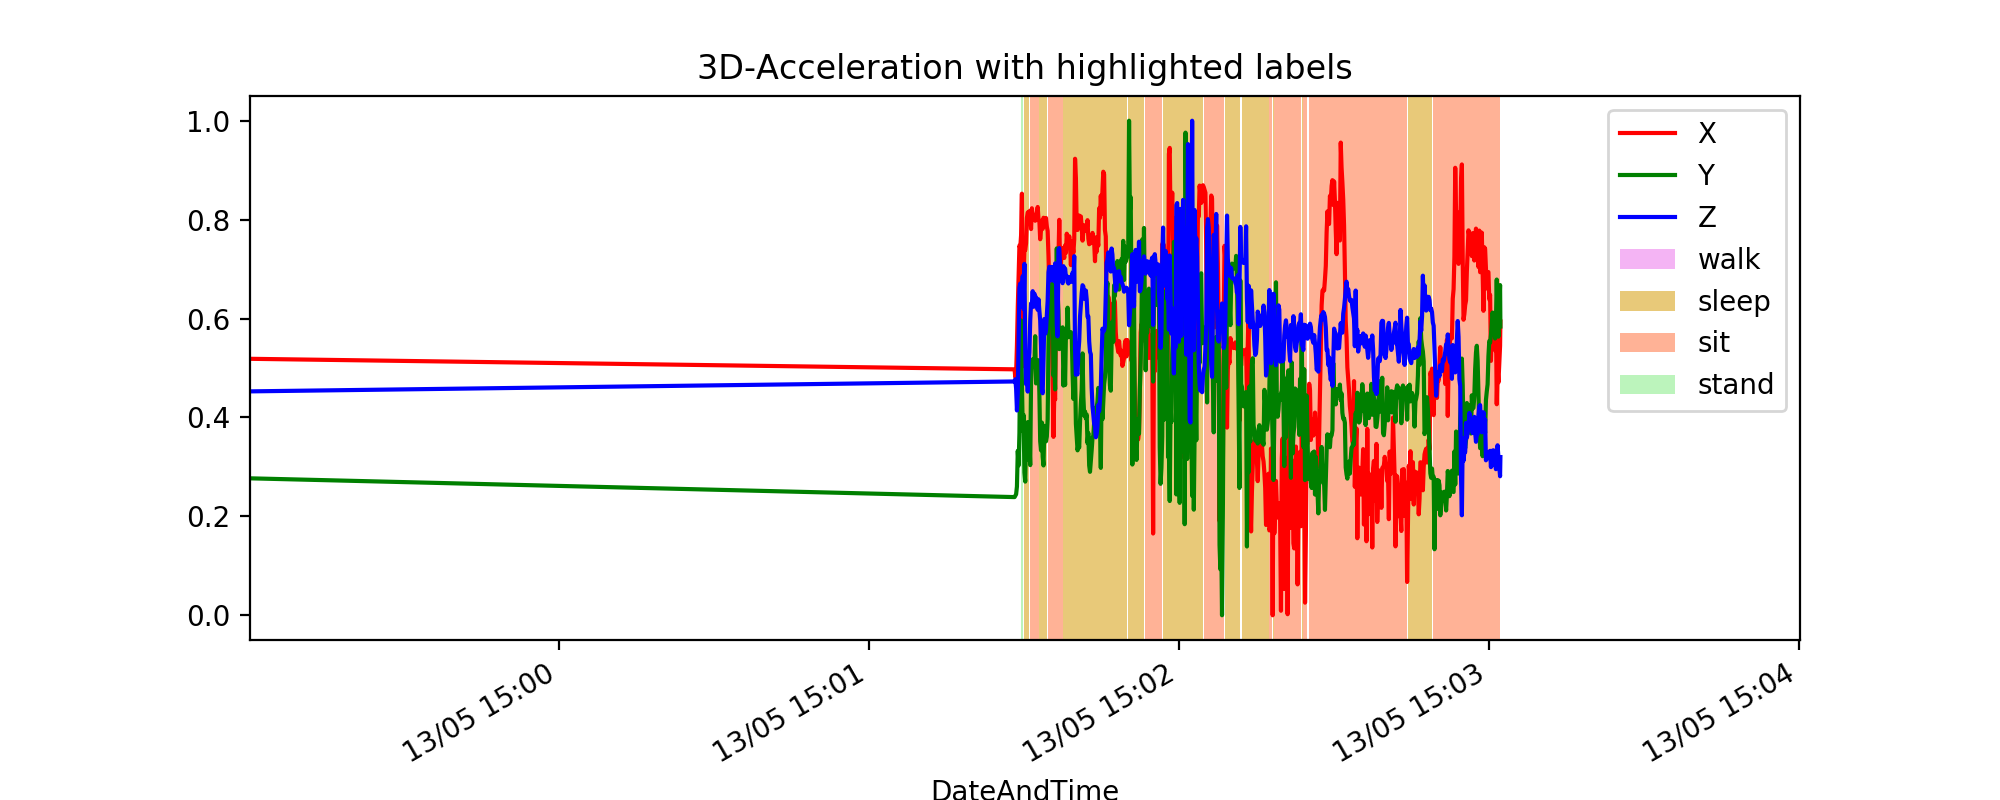 3D-Acceleration with highlighted labels
1.0
0.8
0.6
0.4
0.2
0.0
X
Y
Z
walk
sleep
sit
stand
13/05 15:00
13/05 15:01
13/05 15:02
13/05 15:03
13/05 15:04
DateAndTime